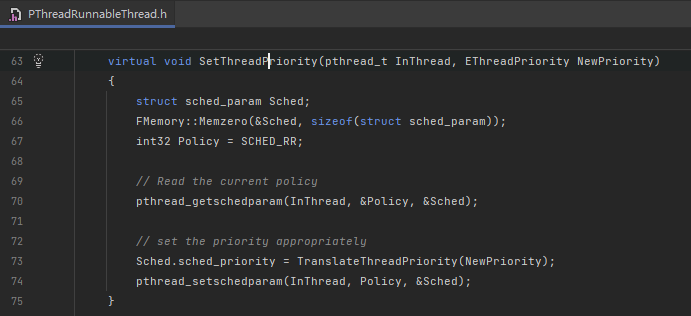 PThreadRunnableThread.h
63 virtual void SetThreadPriority(pthread_t InThread, EThreadPriority NewPriority)
64 {
65 struct sched_param Sched;
66 FMemory::Memzero(&Sched, sizeof(struct sched_param));
67 int32 Policy = SCHED_RR;
68
69 // Read the current policy
70 pthread_getschedparam(InThread, &Policy, &Sched);
71
72 // set the priority appropriately
73 Sched.sched_priority = TranslateThreadPriority(NewPriority);
74 pthread_setschedparam(InThread, Policy, &Sched);
75 }